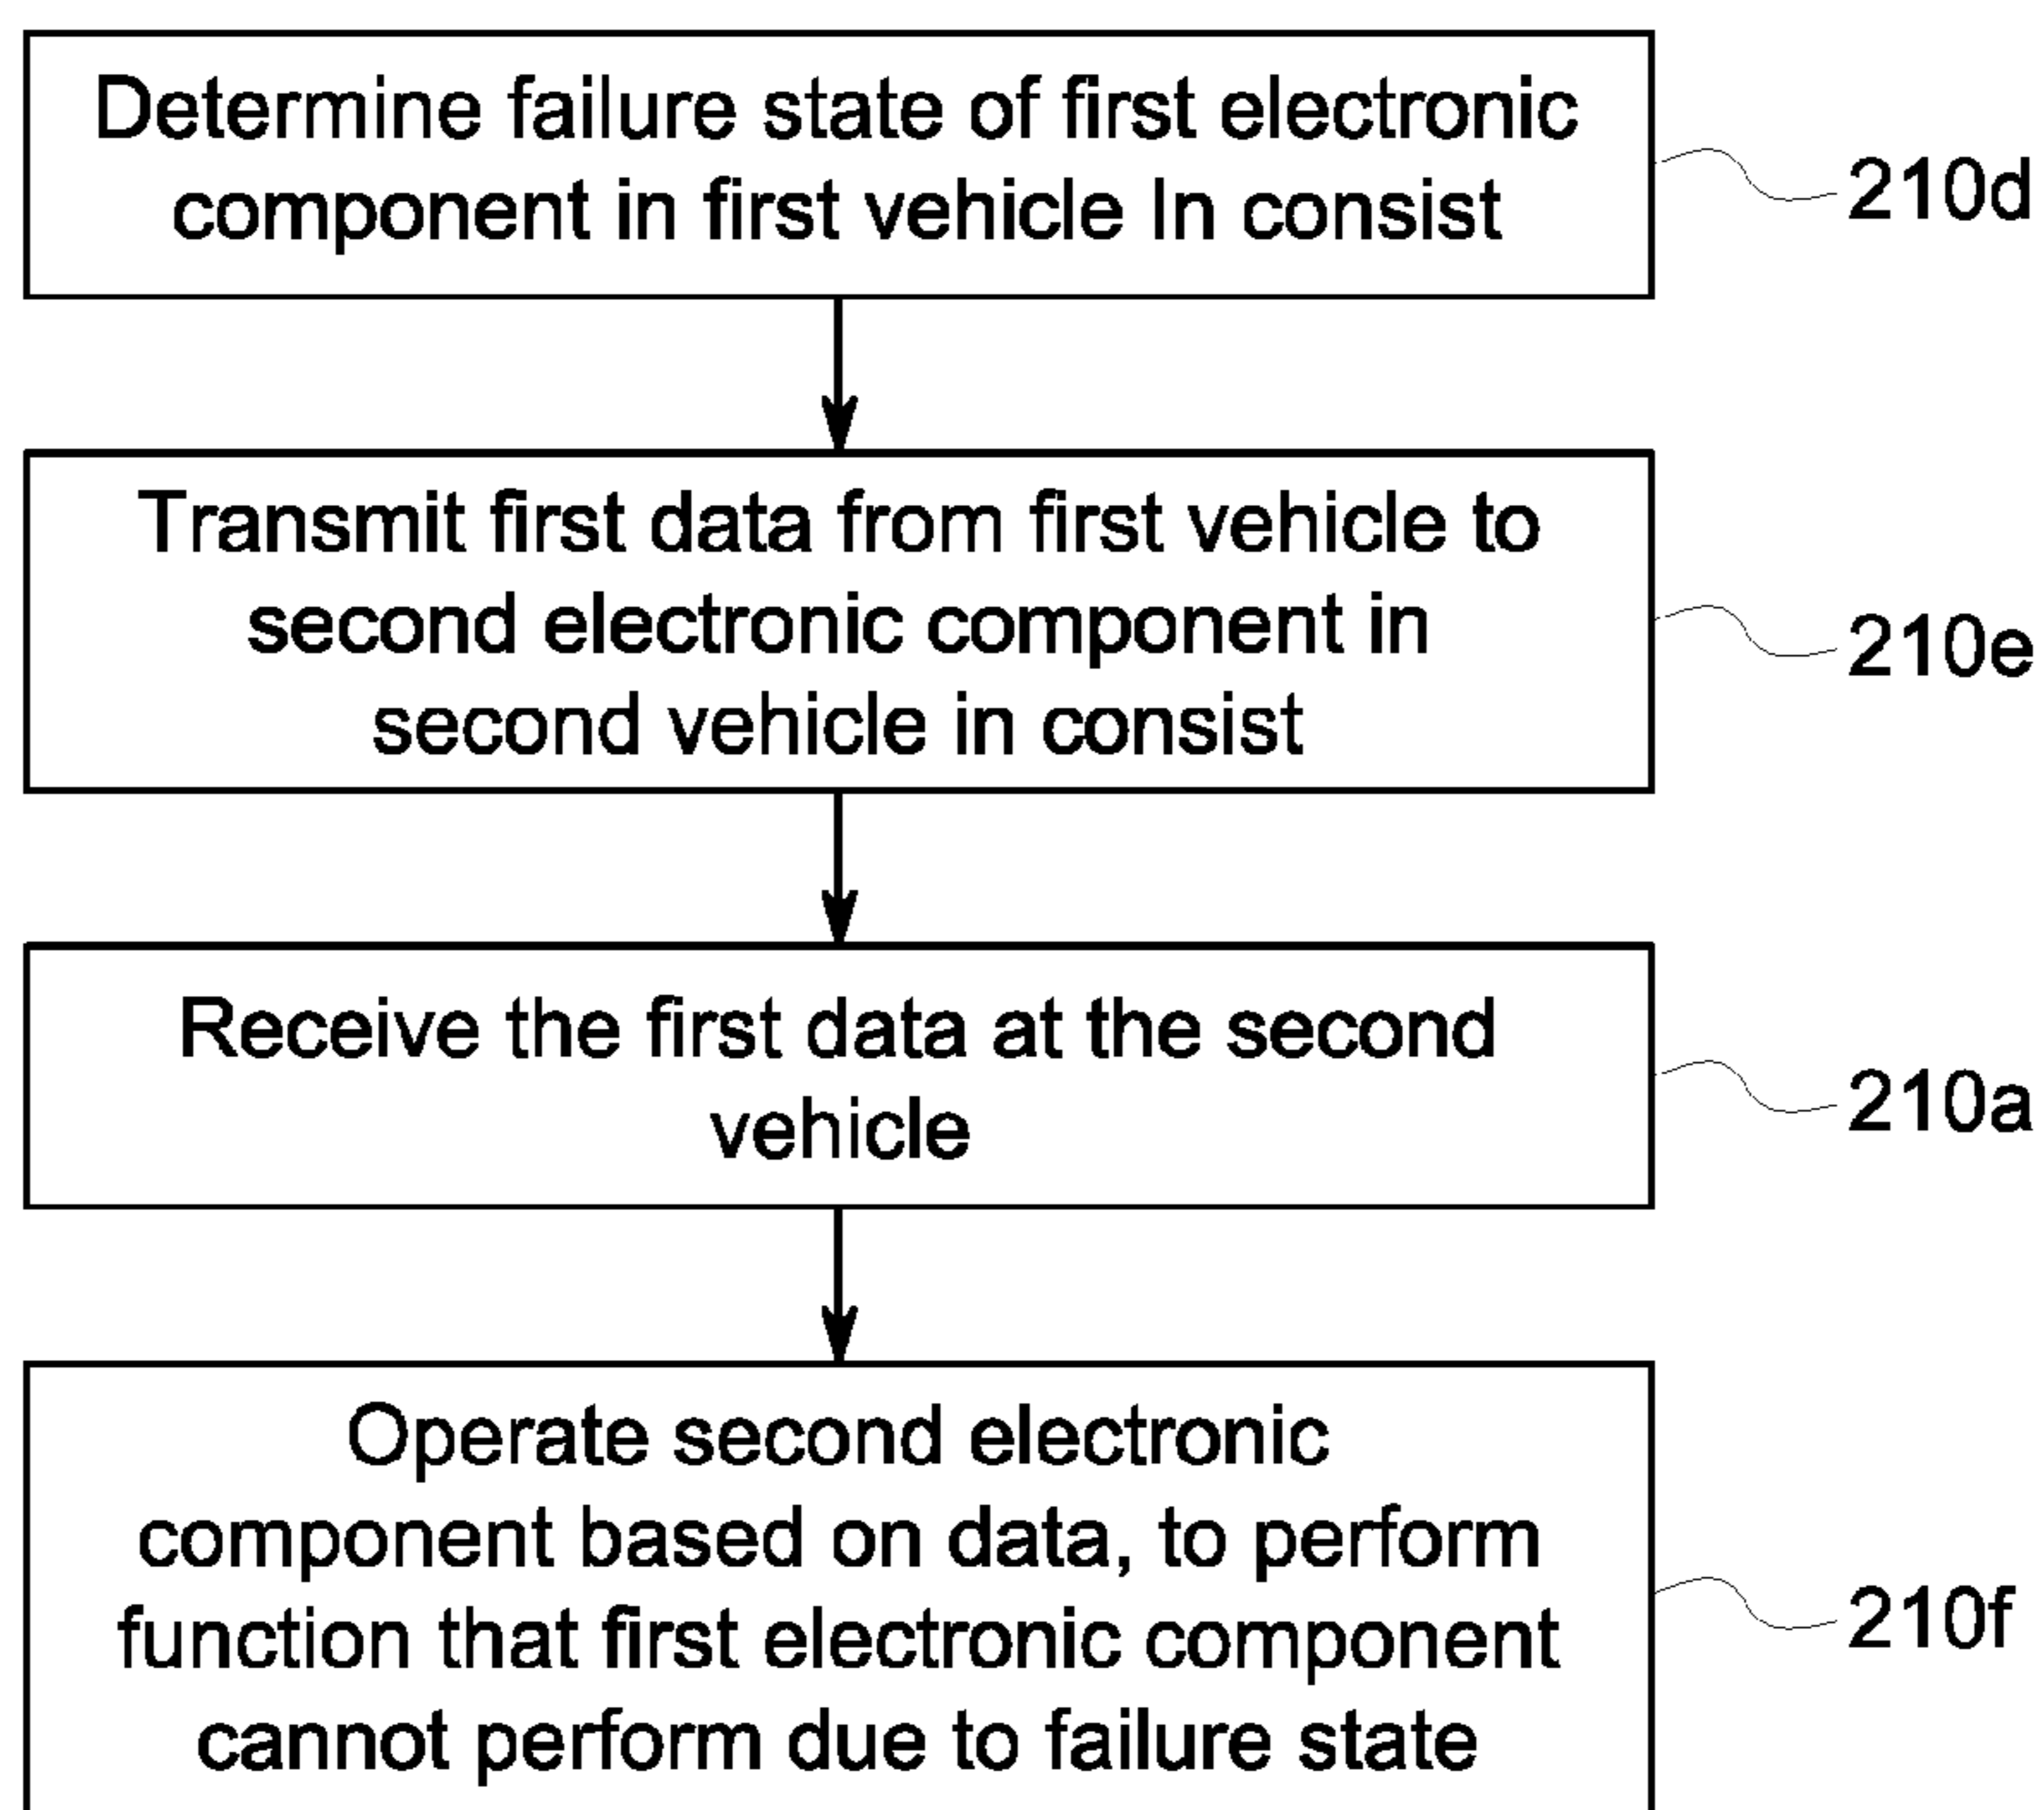 Determine failure state of first electronic
component in first vehicle In consist
210d
Transmit first data from first vehicle to
second electronic component in
second vehicle in consist
210e
Receive the first data at the second
vehicle
210a
Operate second electronic
component based on data, to perform
function that first electronic component
cannot perform due to failure state
210f